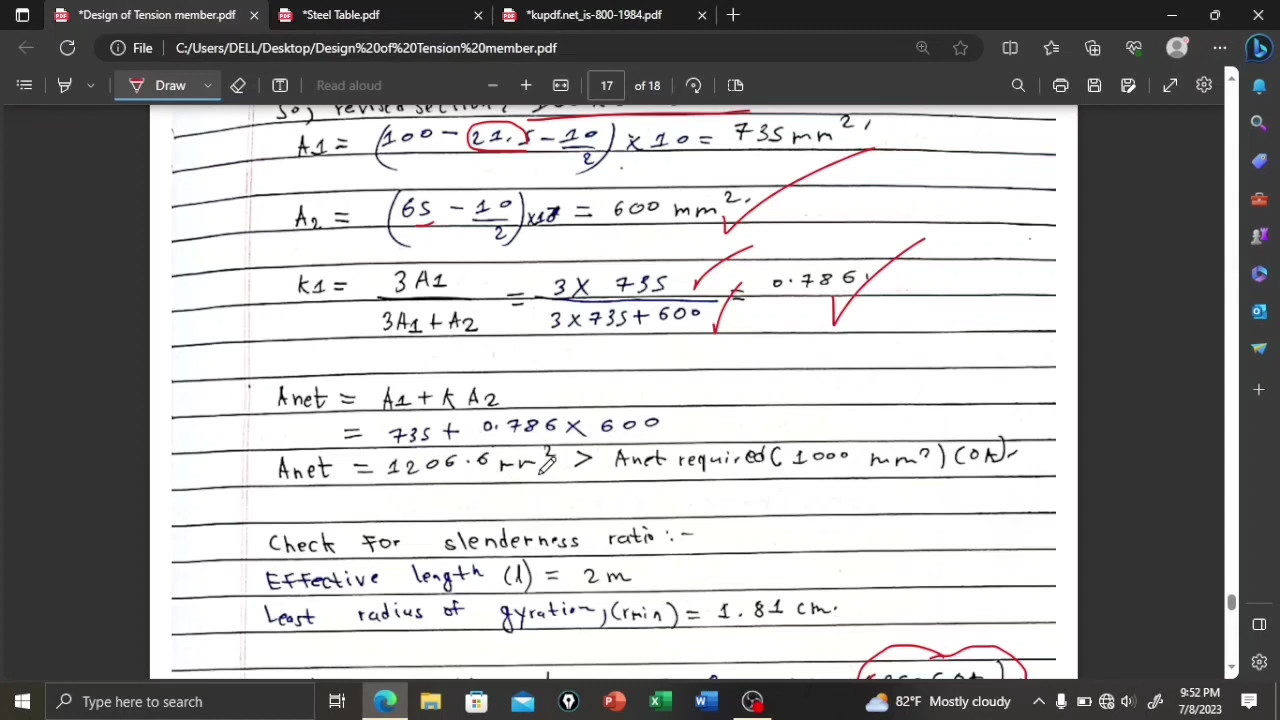 *Design of Tension member.pdf
*Steel Table.pdf
*kupdf.net_is-800-1984.pdf
File
C:/Users/DELL/Desktop/Design%20of%20Tension%20member.pdf
Draw
Read aloud
17
of 18
So, revised section,
A1 = (100 - 21.5 - 10/2) × 10 = 735 mm²,
A2 = (65 - 10/2) ×10 = 600 mm².
K1 = 3A1/(3A1 + A2) = (3 × 735)/(3 × 735 + 600) = 0.786,
Anet = A1 + K A2
= 735 + 0.786 × 600
Anet = 1206.6 mm² > Anet required (1000 mm²) (OK).
Check For slenderness ratio :-
Effective length (l) = 2 m
Least radius of gyration, (rmin) = 1.81 cm.
Type here to search
82°F Mostly cloudy
9:52 PM
7/8/2023